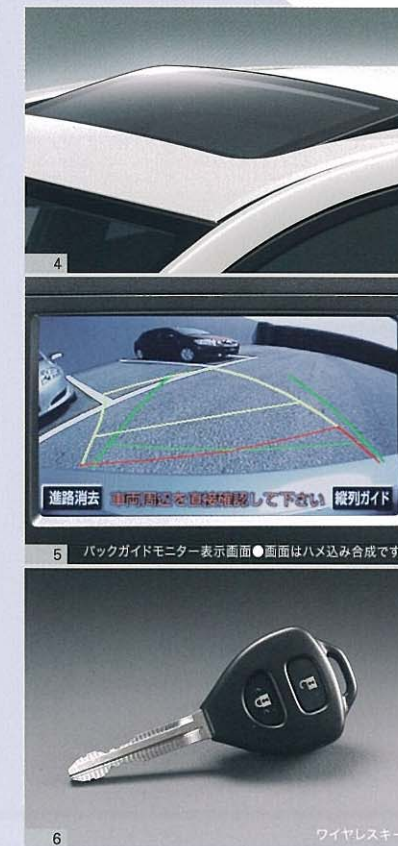 4
進路消去 車両周辺を直接確認して下さい 縦列ガイド
5 バックガイドモニター表示画面●画面はハメ込み合成です
6 ワイヤレスキー